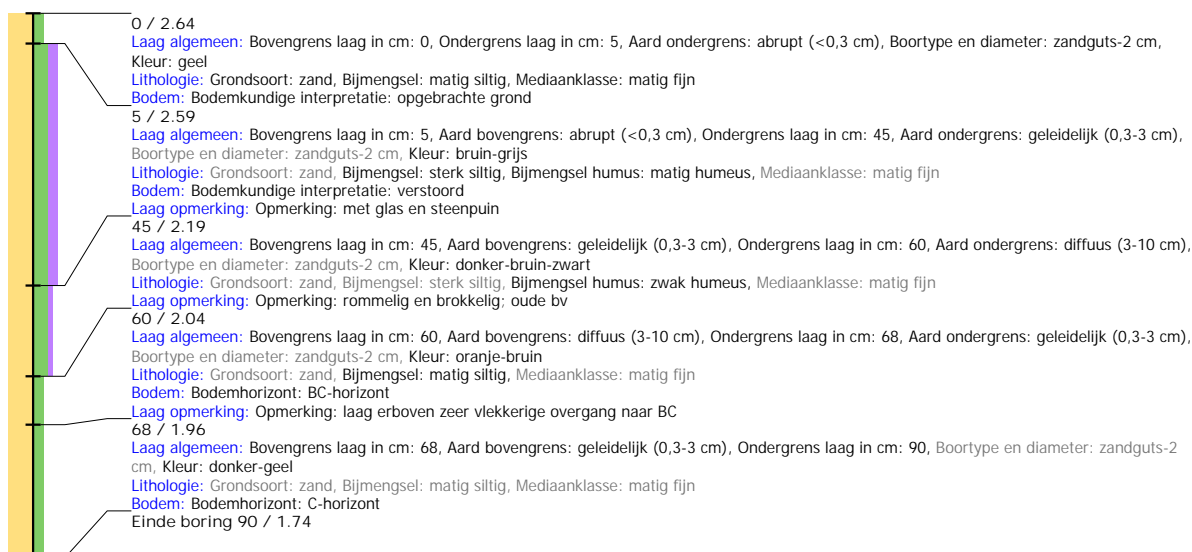 0 / 2.64
Laag algemeen: Bovengrens laag in cm: 0, Ondergrens laag in cm: 5, Aard ondergrens: abrupt (<0,3 cm), Boortype en diameter: zandguts-2 cm,
Kleur: geel
Lithologie: Grondsoort: zand, Bijmengsel: matig siltig, Mediaanklasse: matig fijn
Bodem: Bodemkundige interpretatie: opgebrachte grond
5 / 2.59
Laag algemeen: Bovengrens laag in cm: 5, Aard bovengrens: abrupt (<0,3 cm), Ondergrens laag in cm: 45, Aard ondergrens: geleidelijk (0,3-3 cm),
Boortype en diameter: zandguts-2 cm, Kleur: bruin-grijs
Lithologie: Grondsoort: zand, Bijmengsel: sterk siltig, Bijmengsel humus: matig humeus, Mediaanklasse: matig fijn
Bodem: Bodemkundige interpretatie: verstoord
Laag opmerking: Opmerking: met glas en steenpuin
45 / 2.19
Laag algemeen: Bovengrens laag in cm: 45, Aard bovengrens: geleidelijk (0,3-3 cm), Ondergrens laag in cm: 60, Aard ondergrens: diffuus (3-10 cm),
Boortype en diameter: zandguts-2 cm, Kleur: donker-bruin-zwart
Lithologie: Grondsoort: zand, Bijmengsel: sterk siltig, Bijmengsel humus: zwak humeus, Mediaanklasse: matig fijn
Laag opmerking: Opmerking: rommelig en brokkelig; oude bv
60 / 2.04
Laag algemeen: Bovengrens laag in cm: 60, Aard bovengrens: diffuus (3-10 cm), Ondergrens laag in cm: 68, Aard ondergrens: geleidelijk (0,3-3 cm),
Boortype en diameter: zandguts-2 cm, Kleur: oranje-bruin
Lithologie: Grondsoort: zand, Bijmengsel: matig siltig, Mediaanklasse: matig fijn
Bodem: Bodemhorizont: BC-horizont
Laag opmerking: Opmerking: laag erboven zeer vlekkerige overgang naar BC
68 / 1.96
Laag algemeen: Bovengrens laag in cm: 68, Aard bovengrens: geleidelijk (0,3-3 cm), Ondergrens laag in cm: 90, Boortype en diameter: zandguts-2
cm, Kleur: donker-geel
Lithologie: Grondsoort: zand, Bijmengsel: matig siltig, Mediaanklasse: matig fijn
Bodem: Bodemhorizont: C-horizont
Einde boring 90 / 1.74